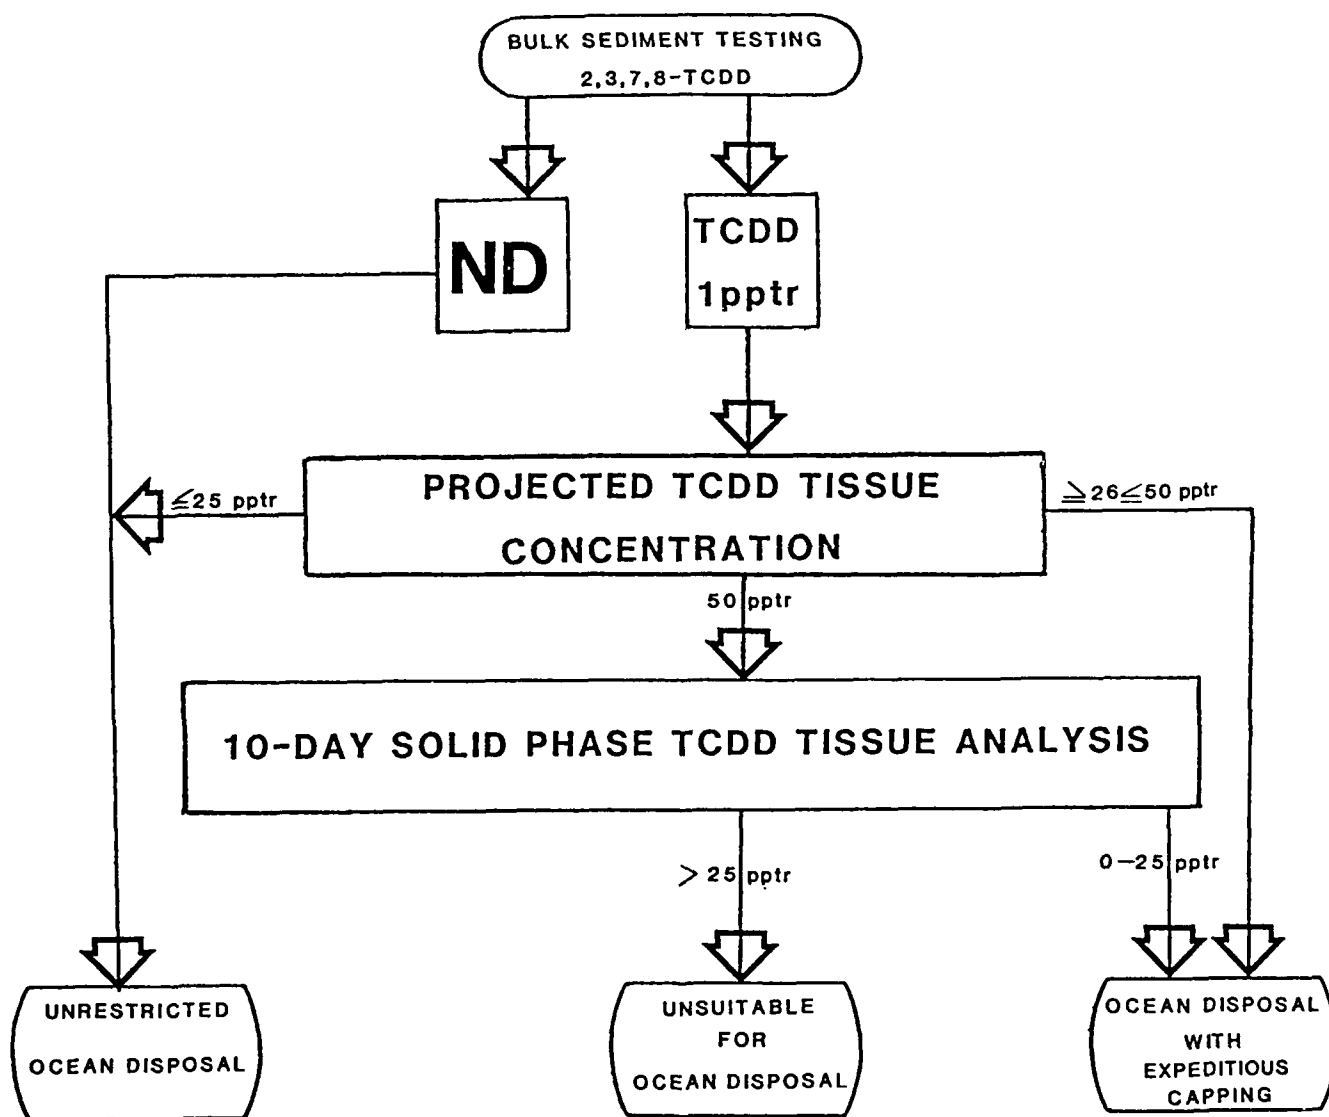 BULK SEDIMENT TESTING
2,3,7,8-TCDD
ND
TCDD
1pptr
PROJECTED TCDD TISSUE
CONCENTRATION
≦25 pptr
≧26≦50 pptr
50 pptr
10-DAY SOLID PHASE TCDD TISSUE ANALYSIS
>25 pptr
0-25 pptr
UNRESTRICTED
OCEAN DISPOSAL
UNSUITABLE
FOR
OCEAN DISPOSAL
OCEAN DISPOSAL
WITH
EXPEDITIOUS
CAPPING